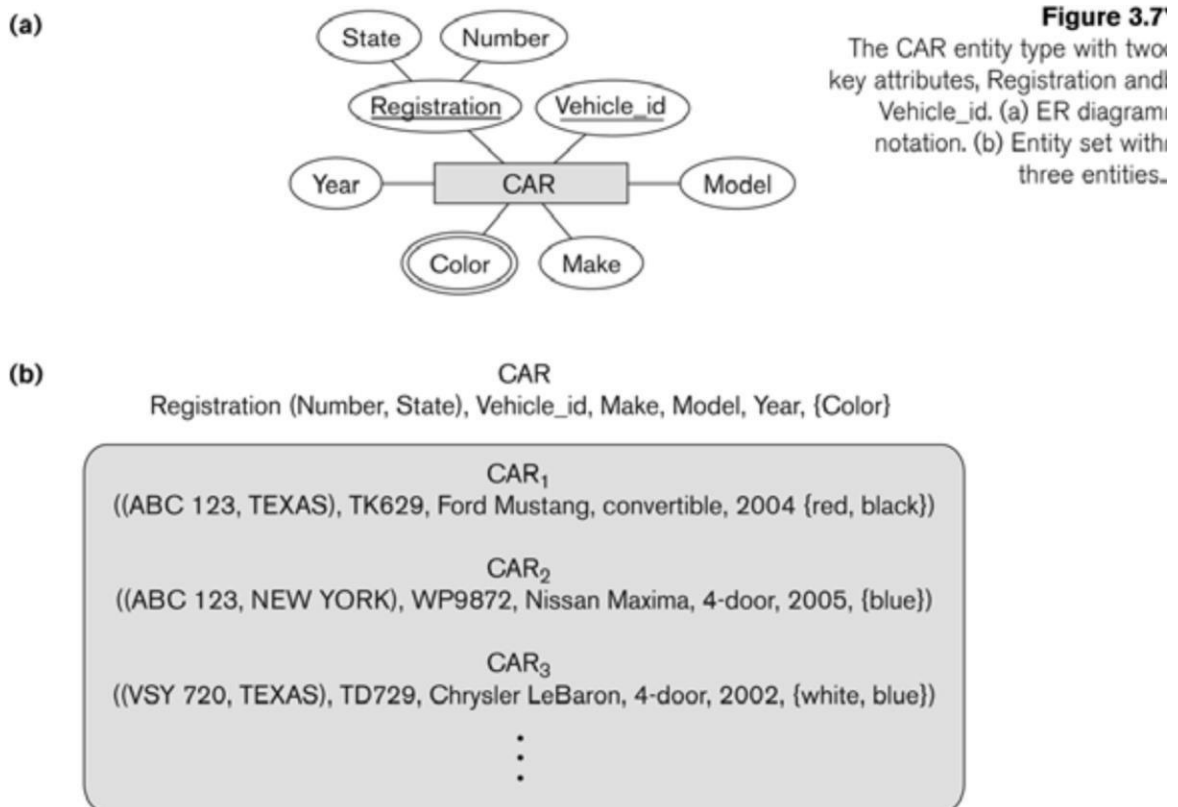 (a)
State
Number
Registration
Vehicle_id
Year
CAR
Model
Color
Make
Figure 3.7
The CAR entity type with two
key attributes, Registration and
Vehicle_id. (a) ER diagram
notation. (b) Entity set with
three entities.
(b)
CAR
Registration (Number, State), Vehicle_id, Make, Model, Year, {Color}
CAR₁
((ABC 123, TEXAS), TK629, Ford Mustang, convertible, 2004 {red, black})
CAR₂
((ABC 123, NEW YORK), WP9872, Nissan Maxima, 4-door, 2005, {blue})
CAR₃
((VSY 720, TEXAS), TD729, Chrysler LeBaron, 4-door, 2002, {white, blue})